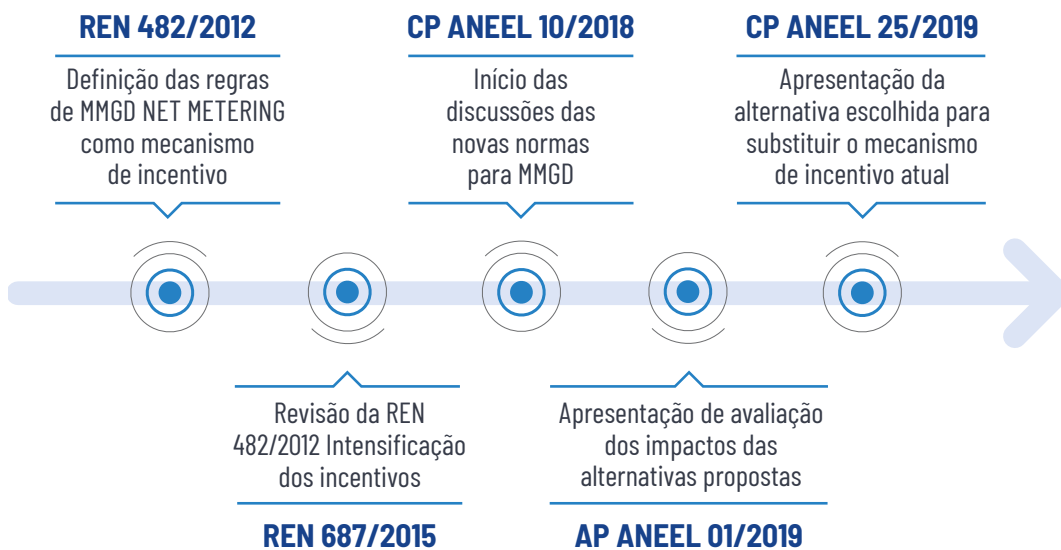 REN 482/2012
Definição das regras
de MMGD NET METERING
como mecanismo
de incentivo
CP ANEEL 10/2018
Início das
discussões das
novas normas
para MMGD
CP ANEEL 25/2019
Apresentação da
alternativa escolhida para
substituir o mecanismo
de incentivo atual
Revisão da REN
482/2012 Intensificação
dos incentivos
REN 687/2015
Apresentação de avaliação
dos impactos das
alternativas propostas
AP ANEEL 01/2019